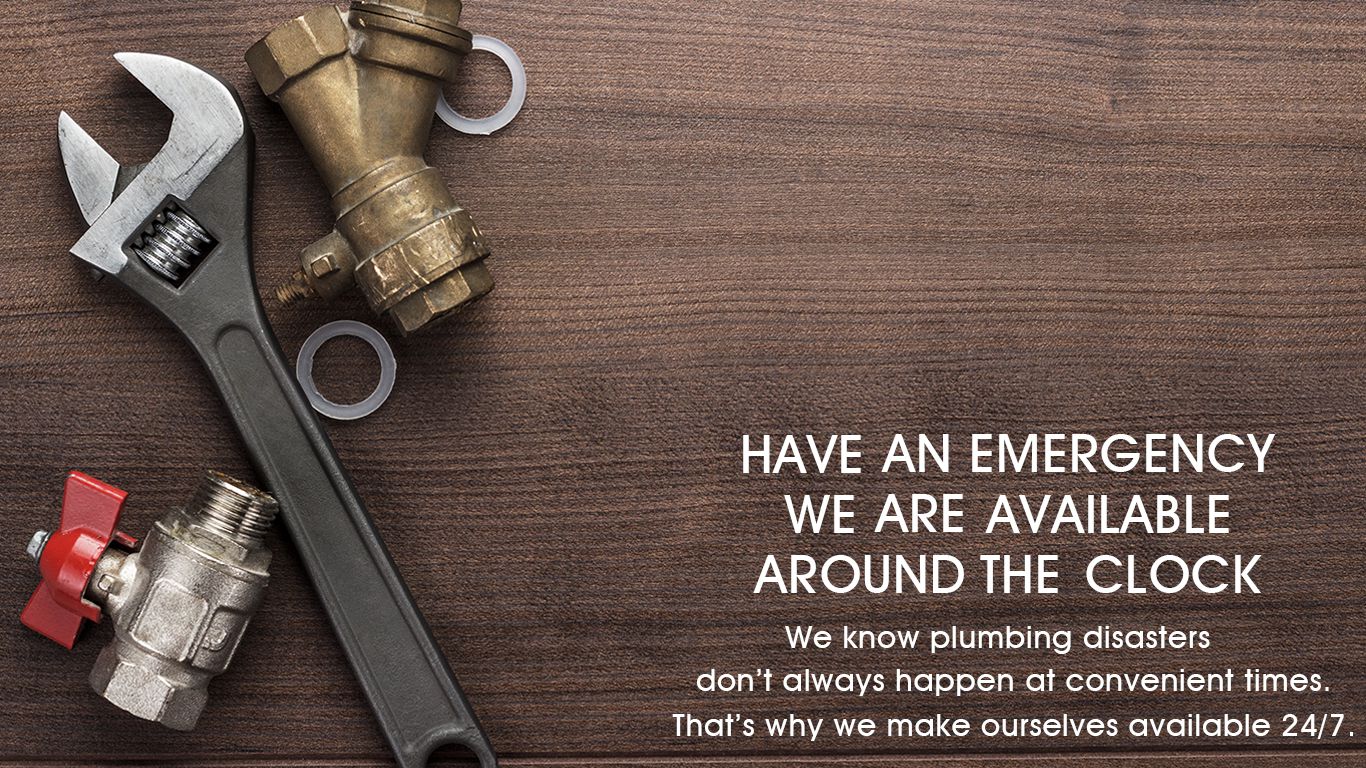 HAVE AN EMERGENCY
WE ARE AVAILABLE
AROUND THE CLOCK
We know plumbing disasters
don't always happen at convenient times.
That's why we make ourselves available 24/7.